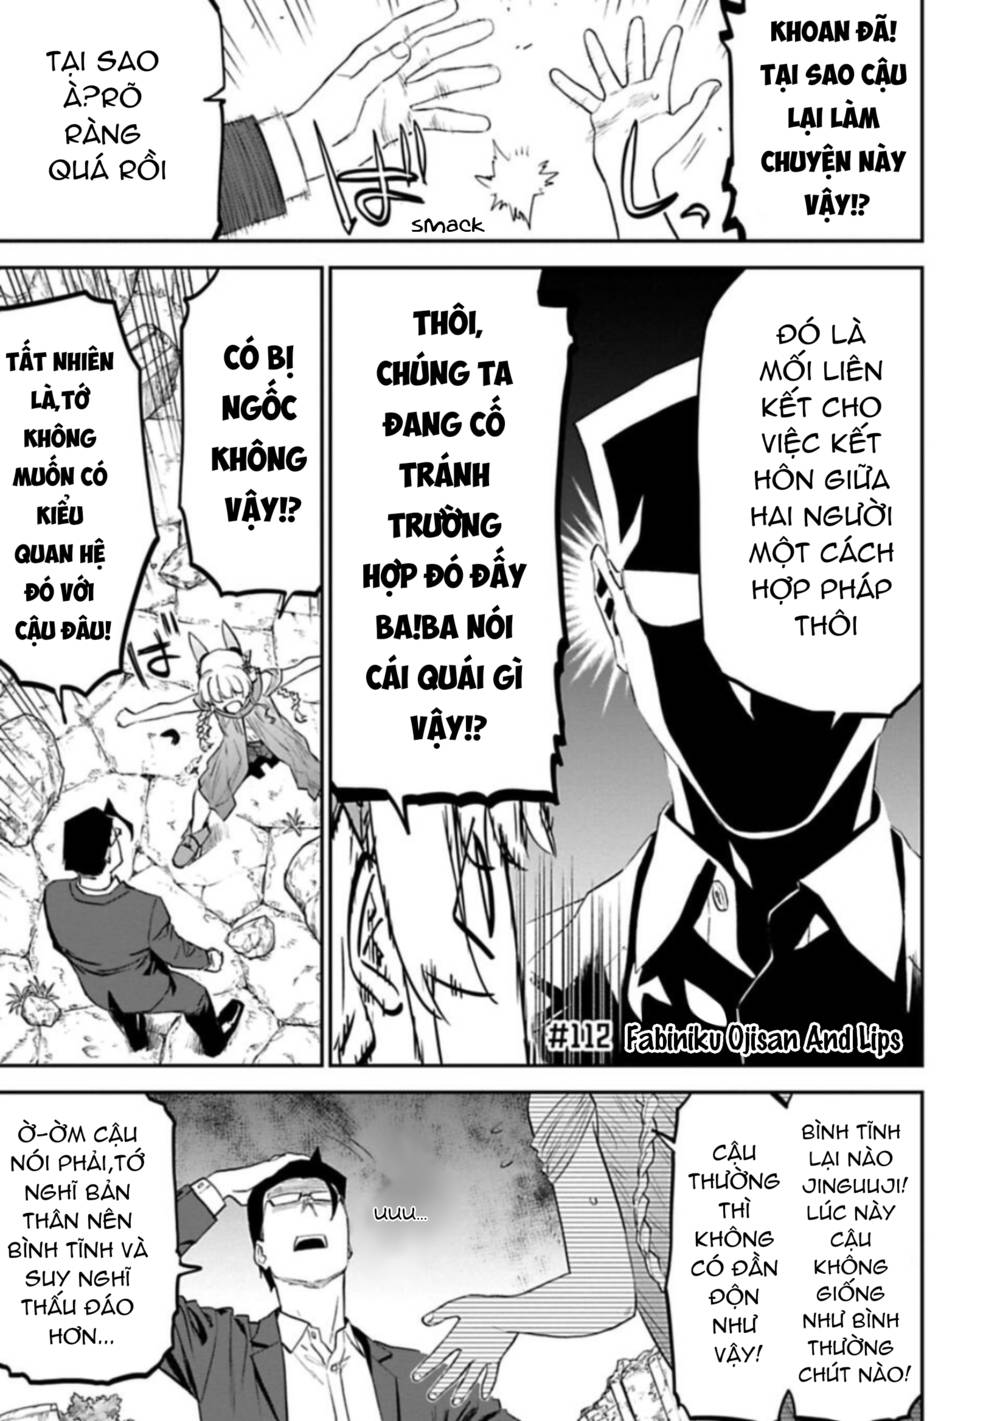 KHOAN ĐÃ!
TẠI SAO CẬU
LẠI LÀM
CHUYỆN NÀY
VẬY!?
TẠI SAO
À?RÕ
RÀNG
QUÁ RỒI
smack
ĐÓ LÀ
MỐI LIÊN
KẾT CHO
VIỆC KẾT
HÔN GIỮA
HAI NGƯỜI
MỘT CÁCH
HỢP PHÁP
THÔI
THÔI,
CHÚNG TA
ĐANG CỐ
TRÁNH
TRƯỜNG
HỢP ĐÓ ĐẤY
BA!BA NÓI
CÁI QUÁI GÌ
VẬY!?
#112 Fabiniku Ojisan And Lips
CÓ BỊ
NGỐC
KHÔNG
VẬY!?
TẤT NHIÊN
LÀ,TỚ
KHÔNG
MUỐN CÓ
KIỂU
QUAN HỆ
ĐÓ VỚI
CẬU ĐÂU!
は
BÌNH TĨNH
LẠI NÀO
JINGUUJI!
LÚC NÀY
CẬU
KHÔNG
GIỐNG
NHƯ BÌNH
THƯỜNG
CHÚT NÀO!
CẬU
THƯỜNG
THÌ
KHÔNG
CÓ ĐẦN
ĐỘN
NHƯ
VẬY!
uuu...
Ờ-ỜM CẬU
NÓI PHẢI,TỚ
NGHĨ BẢN
THÂN NÊN
BÌNH TĨNH VÀ
SUY NGHĨ
THẤU ĐÁO
HƠN...